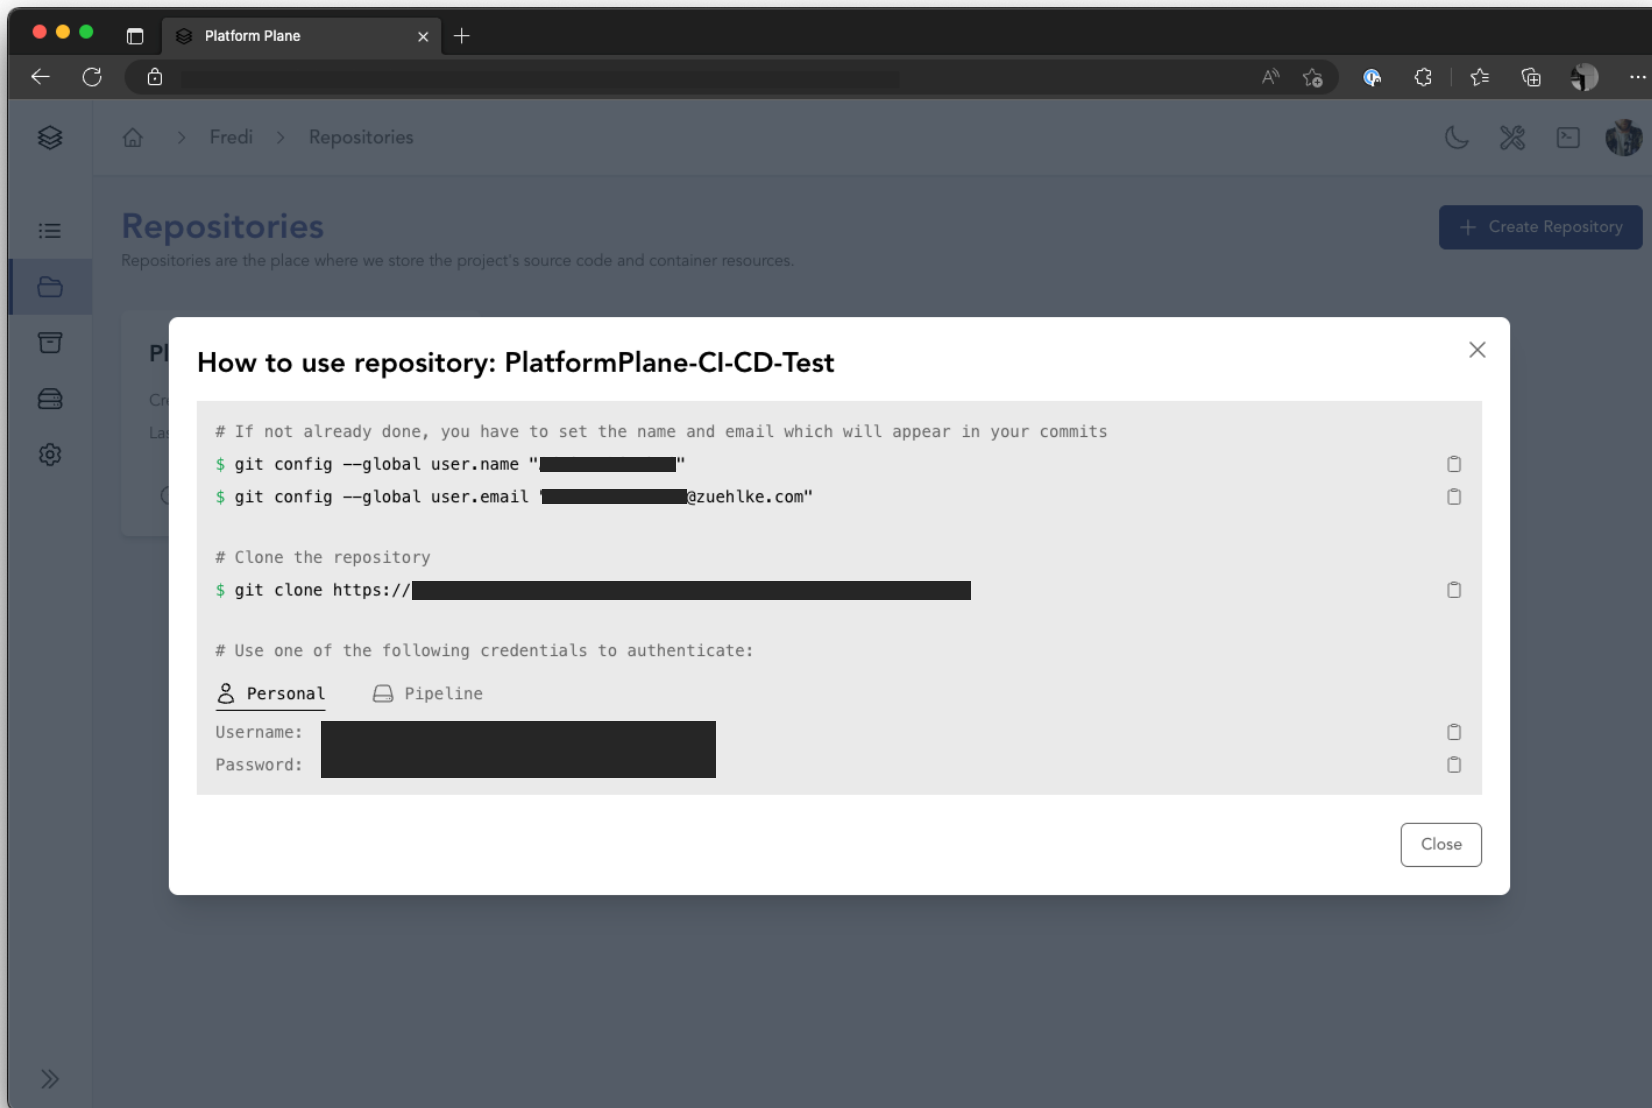 Platform Plane
Fredi
Repositories
Repositories
Create Repository
Repositories are the place where we store the project's source code and container resources.
How to use repository: PlatformPlane-CI-CD-Test
# If not already done, you have to set the name and email which will appear in your commits
$ git config --global user.name ""
$ git config --global user.email "@zuehlke.com"
# Clone the repository
$ git clone https://
# Use one of the following credentials to authenticate:
Personal
Pipeline
Username:
Password:
Close